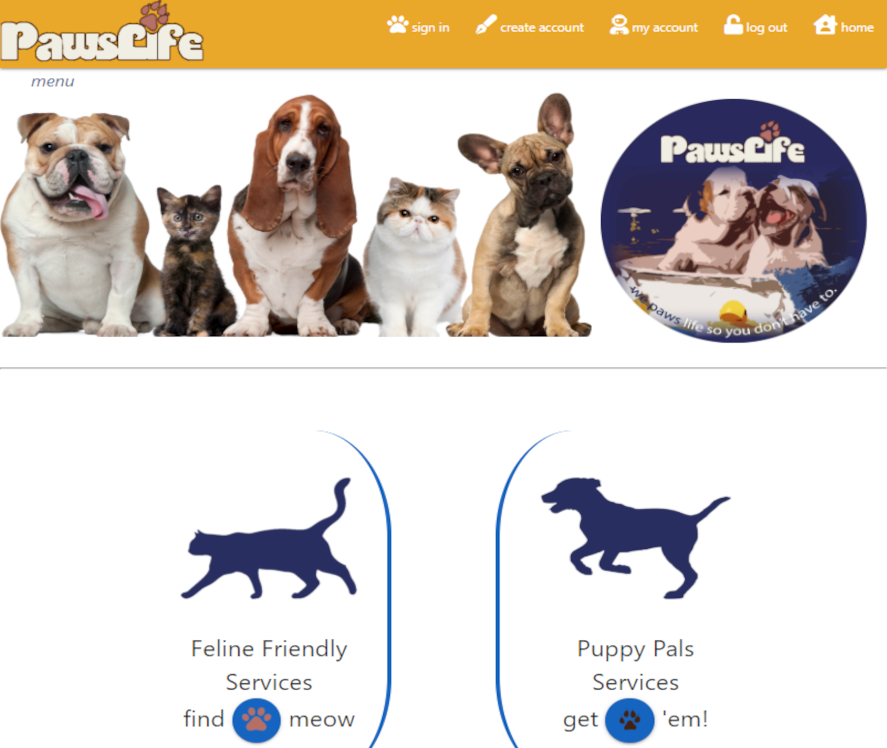 PawsLife
sign in
create account
my account
log out
home
menu
PawsLife
we paws life so you don't have to.
Feline Friendly
Services
find meow
Puppy Pals
Services
get 'em!